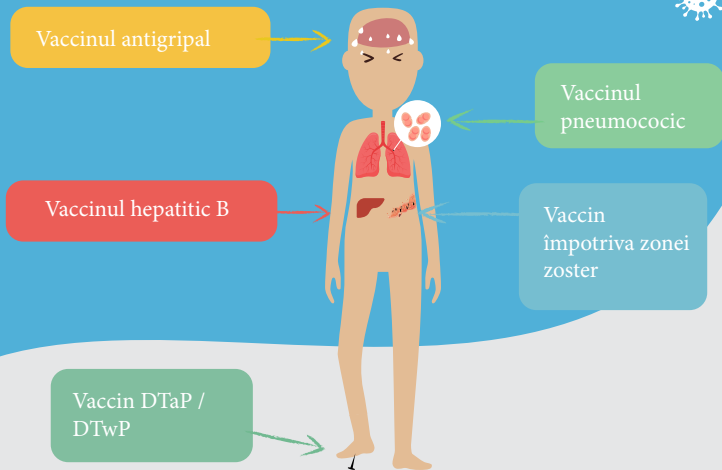 Vaccinul antigripal
Vaccinul
pneumococic
Vaccinul hepatitic B
Vaccin
împotriva zonei
zoster
Vaccin DTaP /
DTwP